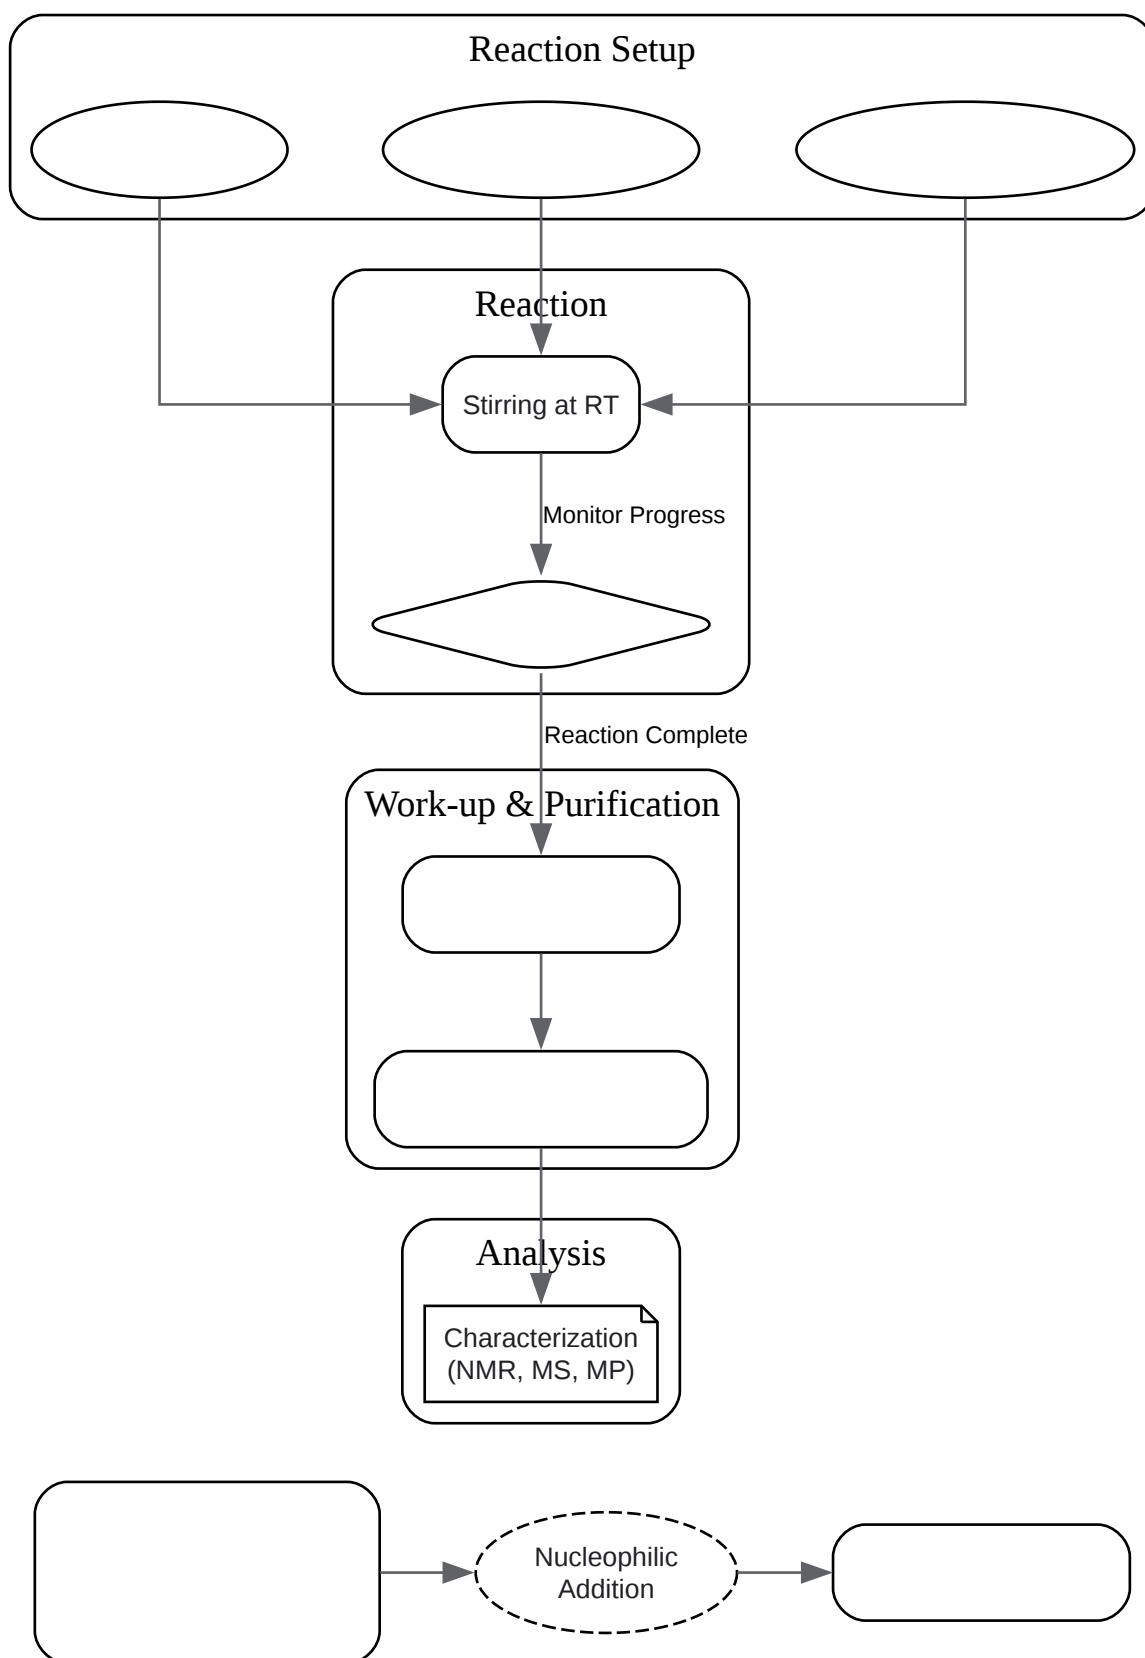 Reaction Setup
Reaction
Stirring at RT
Monitor Progress
Reaction Complete
Work-up & Purification
Analysis
Characterization
(NMR, MS, MP)
Nucleophilic
Addition